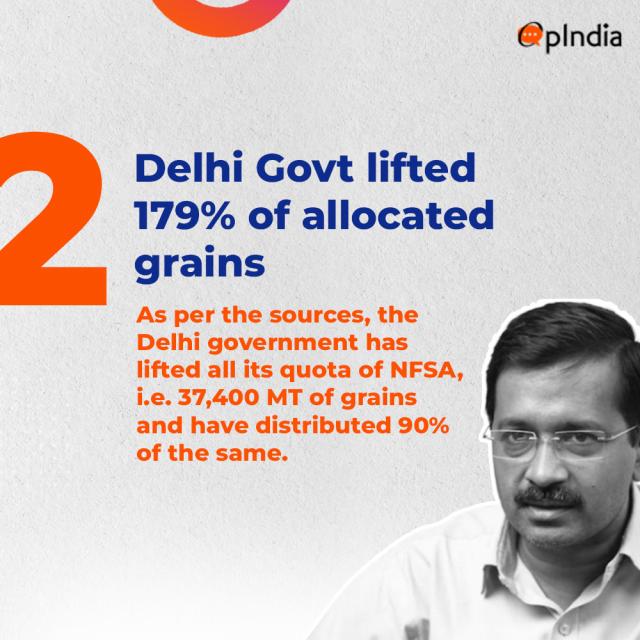 OpIndia
2
Delhi Govt lifted
179% of allocated
grains
As per the sources, the
Delhi government has
lifted all its quota of NFSA,
i.e. 37,400 MT of grains
and have distributed 90%
of the same.